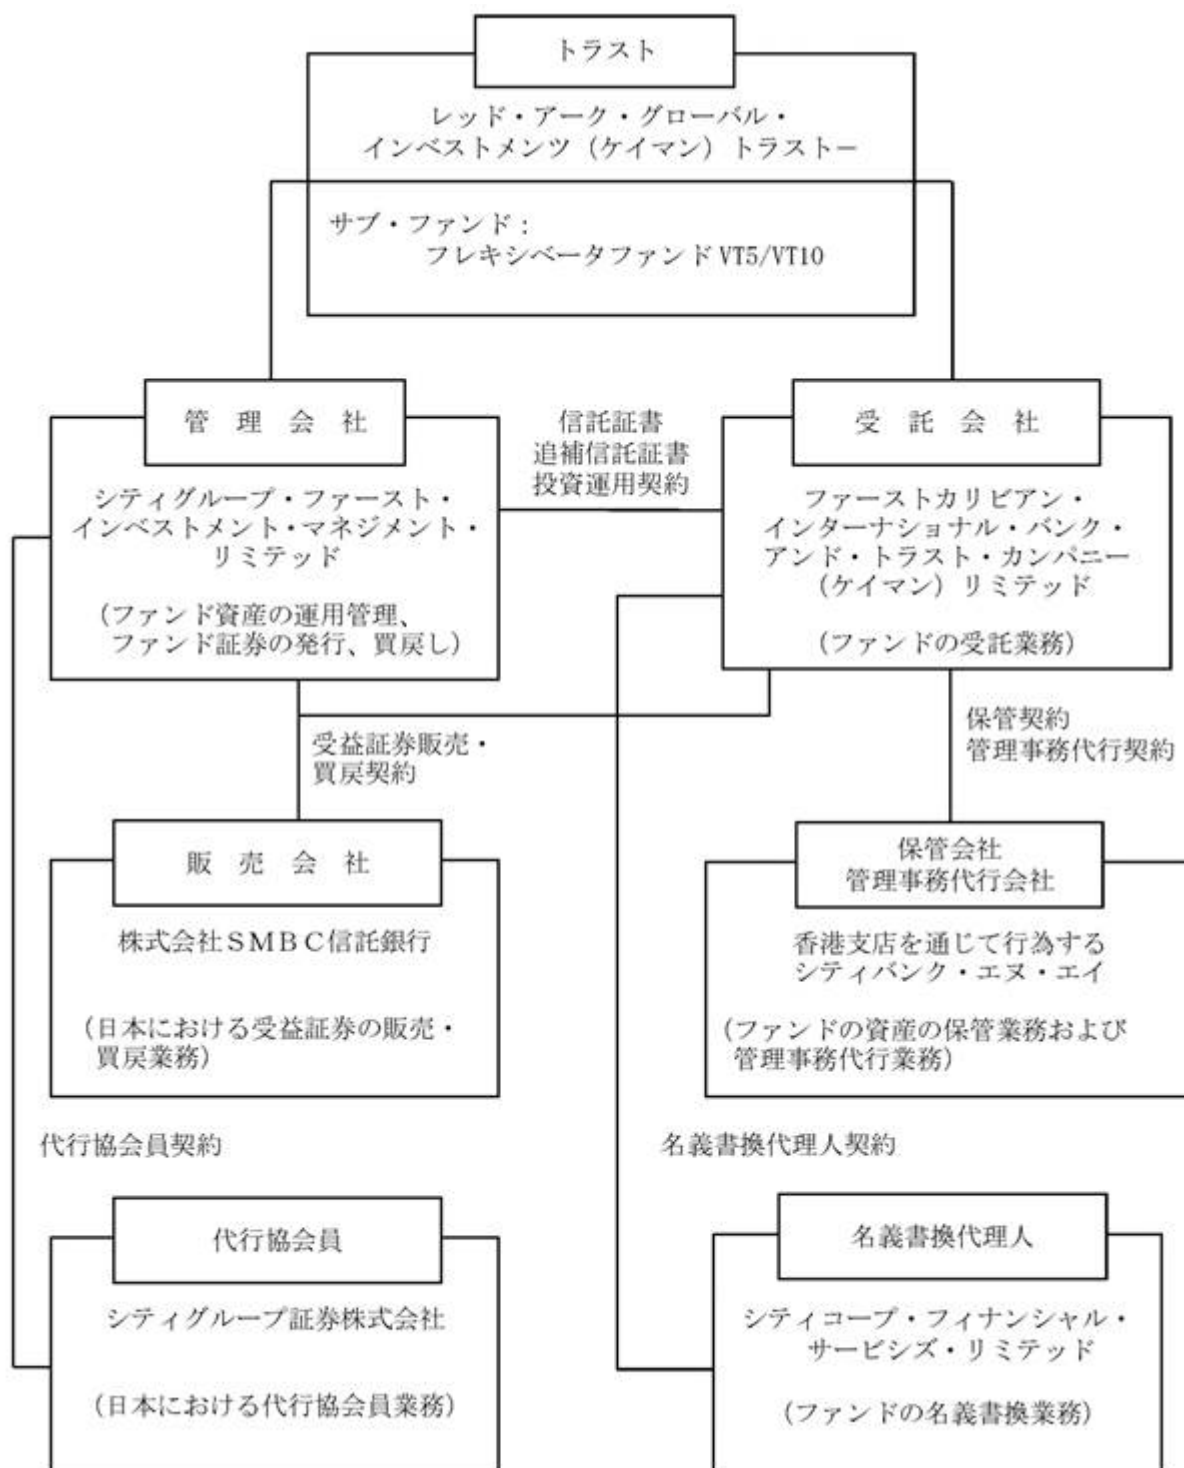 トラスト
レッド・アーク・グローバル・
インベストメンツ（ケイマン）トラスト－
サブ・ファンド：
フレキシベータファンド VT5/VT10
管　理　会　社
シティグループ・ファースト・
インベストメント・マネジメント・
リミテッド
（ファンド資産の運用管理、
ファンド証券の発行、買戻し）
信託証書
追補信託証書
投資運用契約
受　託　会　社
ファーストカリビアン・
インターナショナル・バンク・
アンド・トラスト・カンパニー
（ケイマン）リミテッド
（ファンドの受託業務）
受益証券販売・
買戻契約
保管契約
管理事務代行契約
販　売　会　社
株式会社ＳＭＢＣ信託銀行
（日本における受益証券の販売・
買戻業務）
保管会社
管理事務代行会社
香港支店を通じて行為する
シティバンク・エヌ・エイ
（ファンドの資産の保管業務および
管理事務代行業務）
代行協会員契約
名義書換代理人契約
代行協会員
シティグループ証券株式会社
（日本における代行協会員業務）
名義書換代理人
シティコープ・フィナンシャル・
サービシズ・リミテッド
（ファンドの名義書換業務）